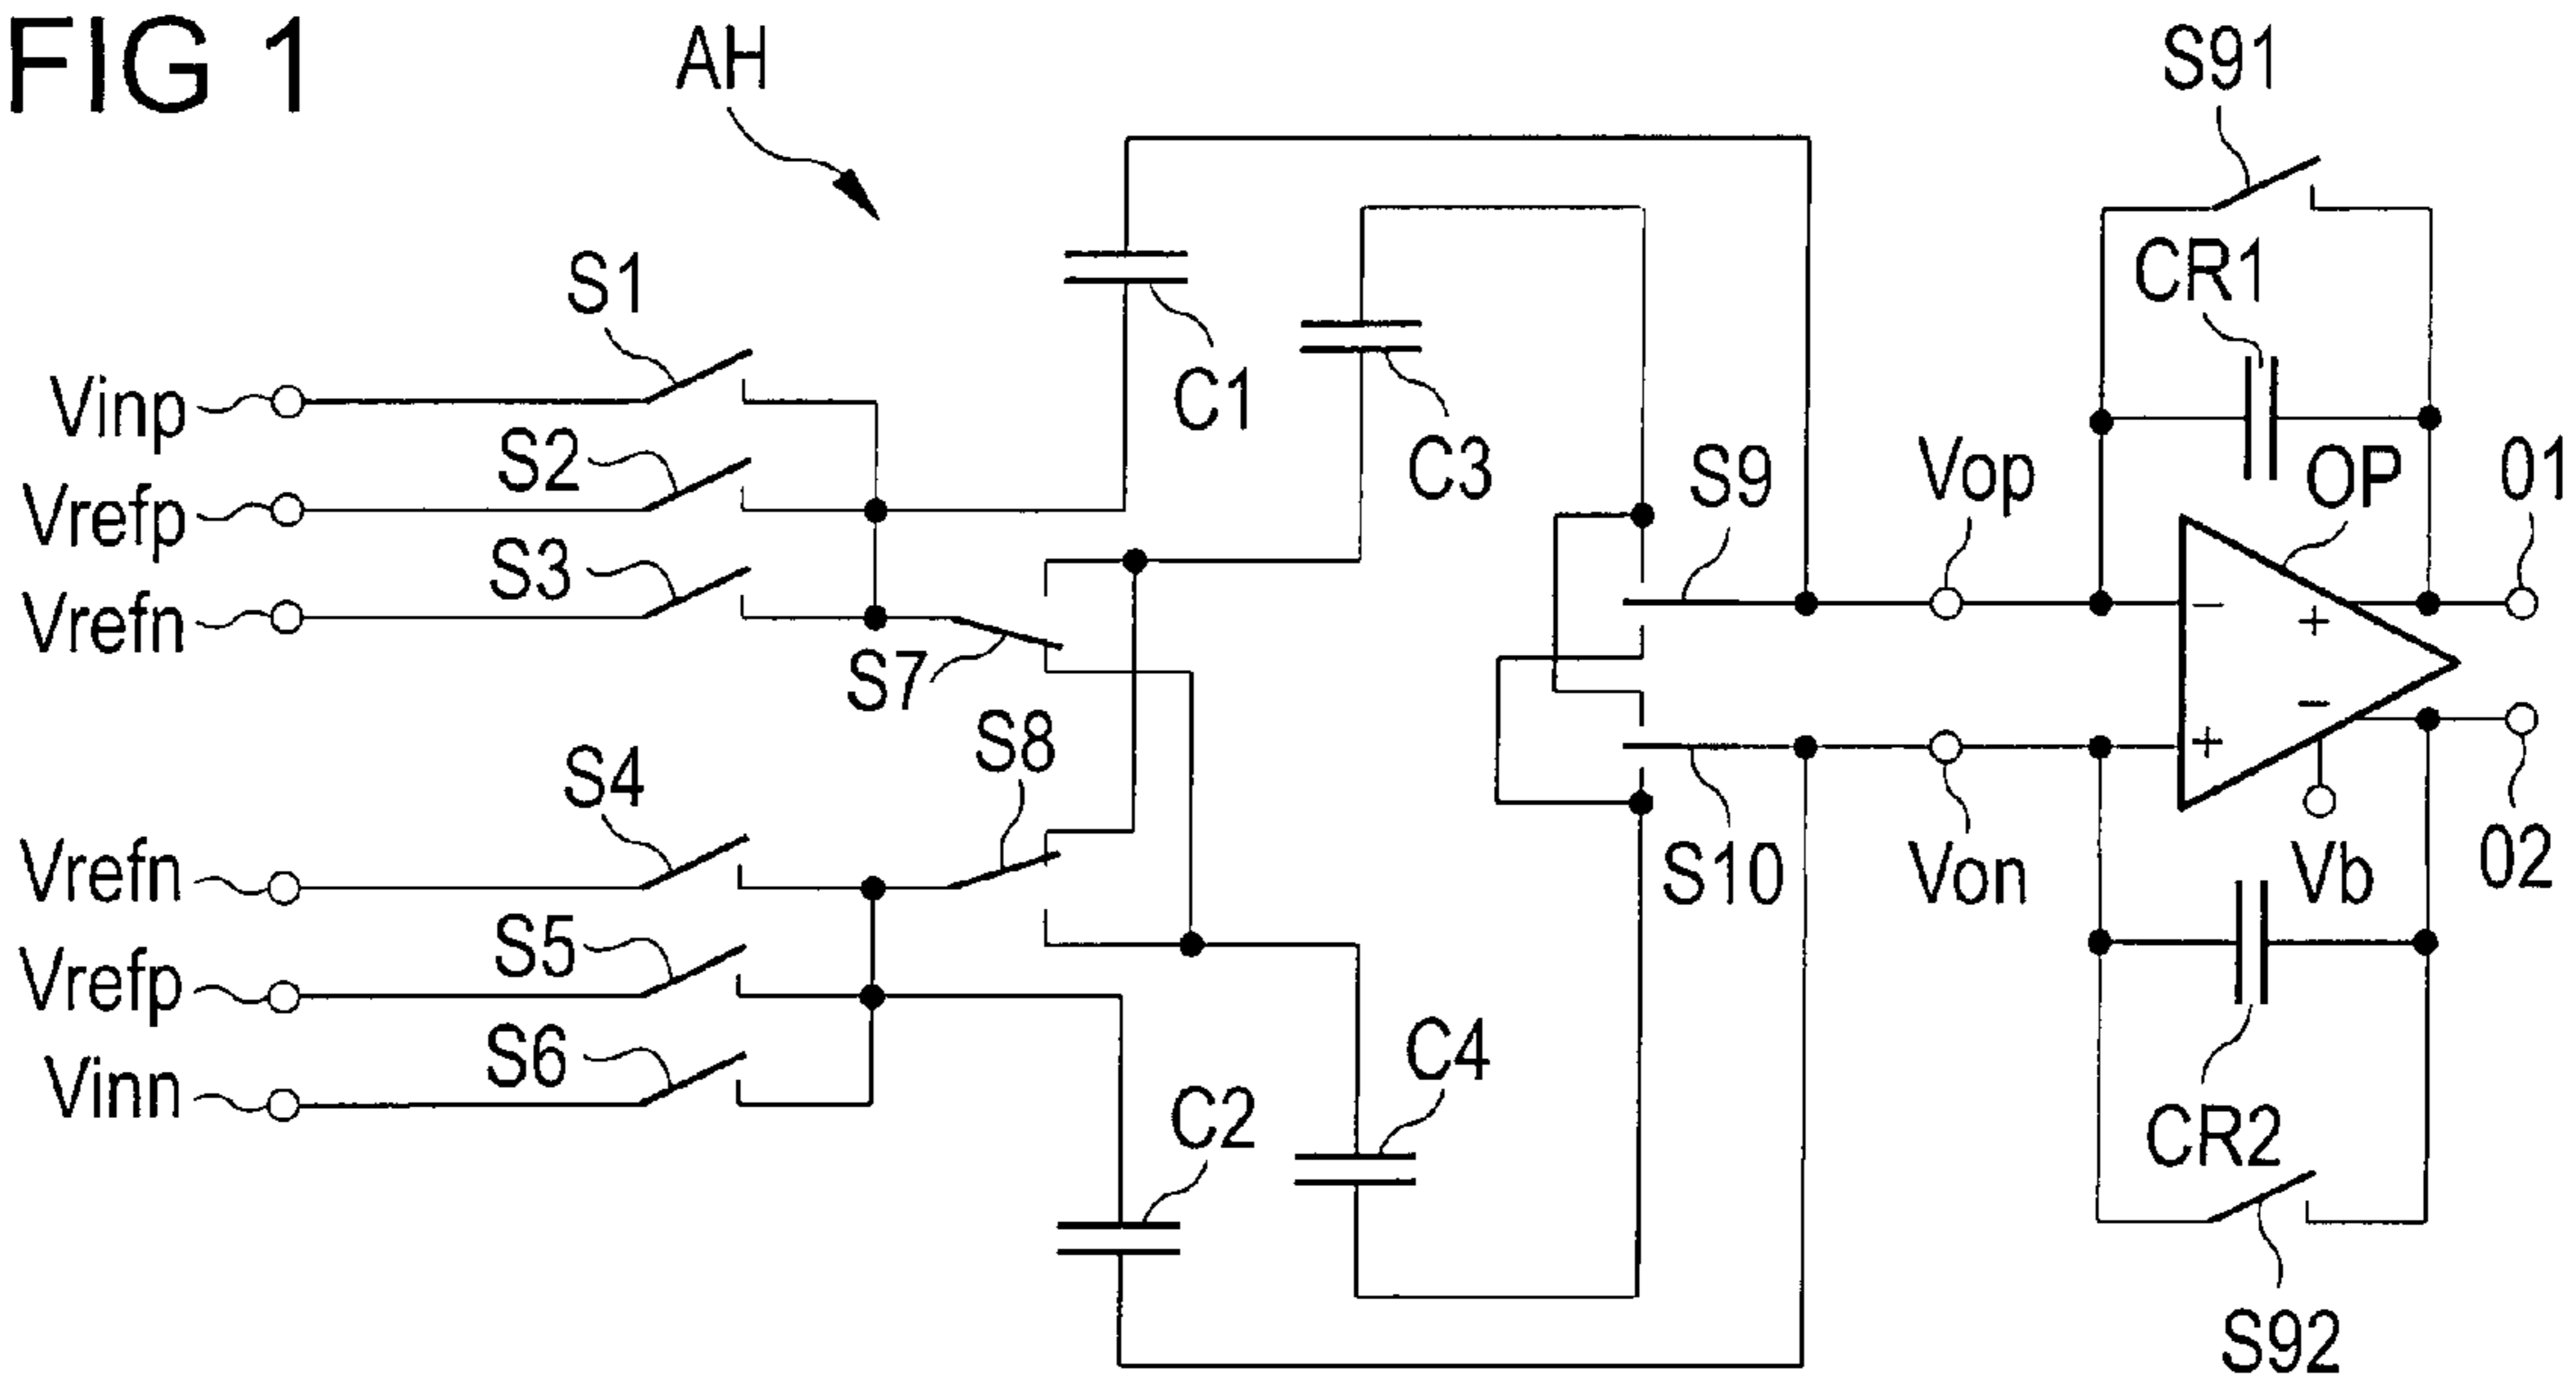 FIG 1
AH
S91
S1
CR1
Vinp
C1
S2
C3
S9
Vop
OP
01
Vrefp
S3
Vrefn
−
+
S7
S8
−
+
S4
Vrefn
S10
Von
Vb
02
S5
Vrefp
S6
C4
Vinn
C2
CR2
S92